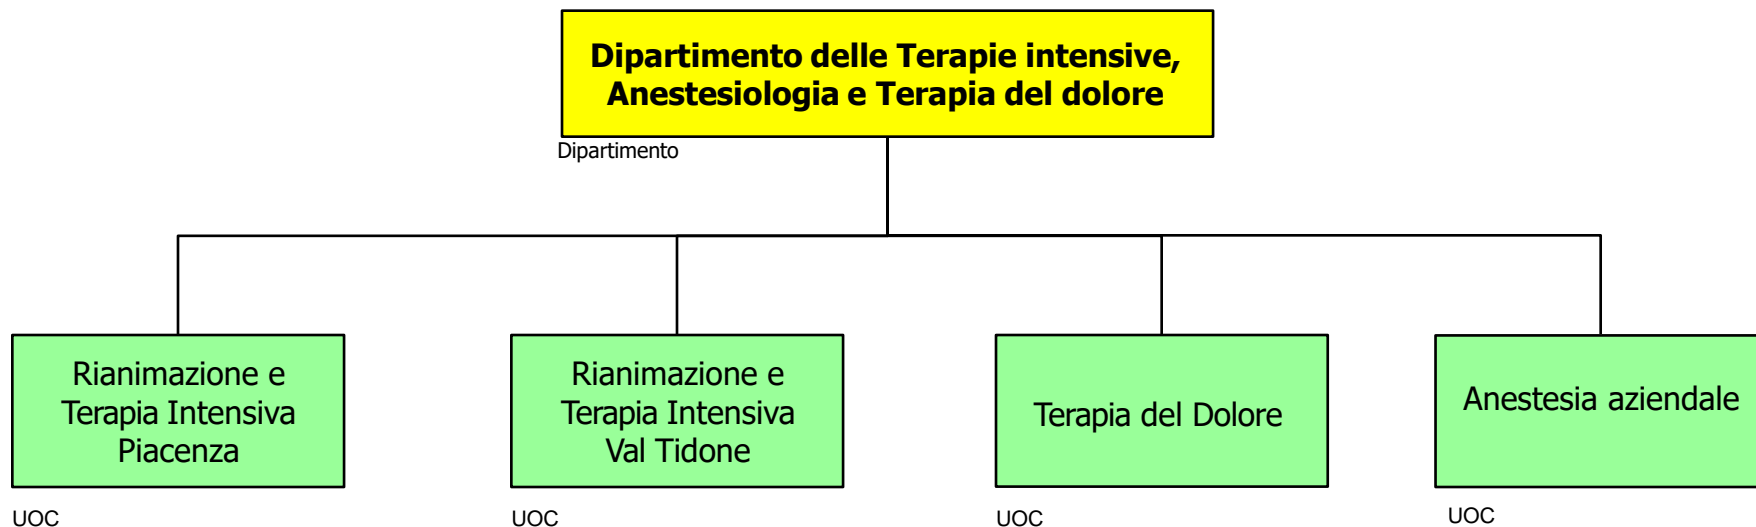 Dipartimento delle Terapie intensive,
Anestesiologia e Terapia del dolore
Dipartimento
Rianimazione e
Terapia Intensiva
Piacenza
UOC
Rianimazione e
Terapia Intensiva
Val Tidone
UOC
Terapia del Dolore
UOC
Anestesia aziendale
UOC